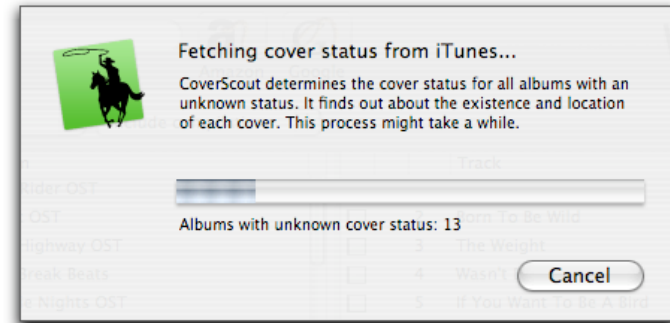 Fetching cover status from iTunes...
CoverScout determines the cover status for all albums with an
unknown status. It finds out about the existence and location
of each cover. This process might take a while.
Track
Rider OST
OST
Albums with unknown cover status: 13
Born To Be Wild
Highway OST
3 The Weight
Break Beats
4 Wasn't
Cancel
Nights OST
5 If You Want To Be A Bird